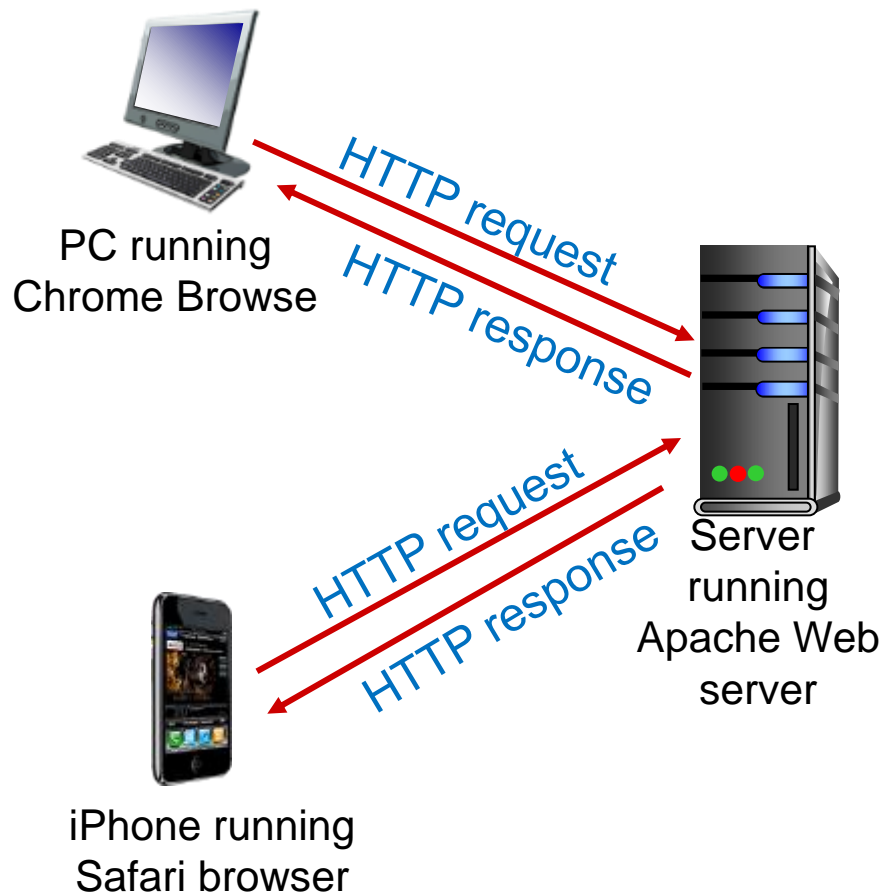 HTTP request
HTTP response
PC running
Chrome Browse
HTTP request
HTTP response
Server
running
Apache Web
server
iPhone running
Safari browser